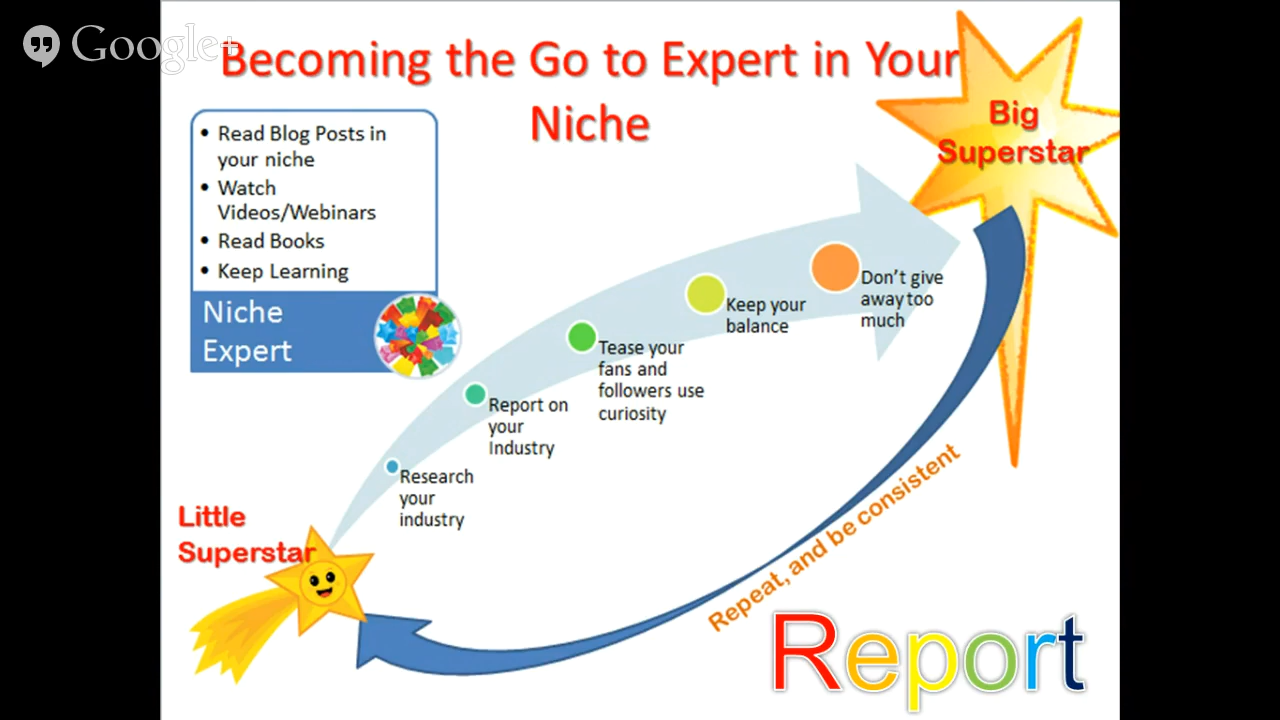 Google+
Becoming the Go to Expert in Your
Niche
Big
Superstar
• Read Blog Posts in
your niche
• Watch
Videos/Webinars
• Read Books
• Keep Learning
Niche
Expert
Don't give
away too
much
Keep your
balance
Tease your
fans and
followers use
curiosity
Report on
your
Industry
Research
your
industry
Little
Superstar
Repeat, and be consistent
Report